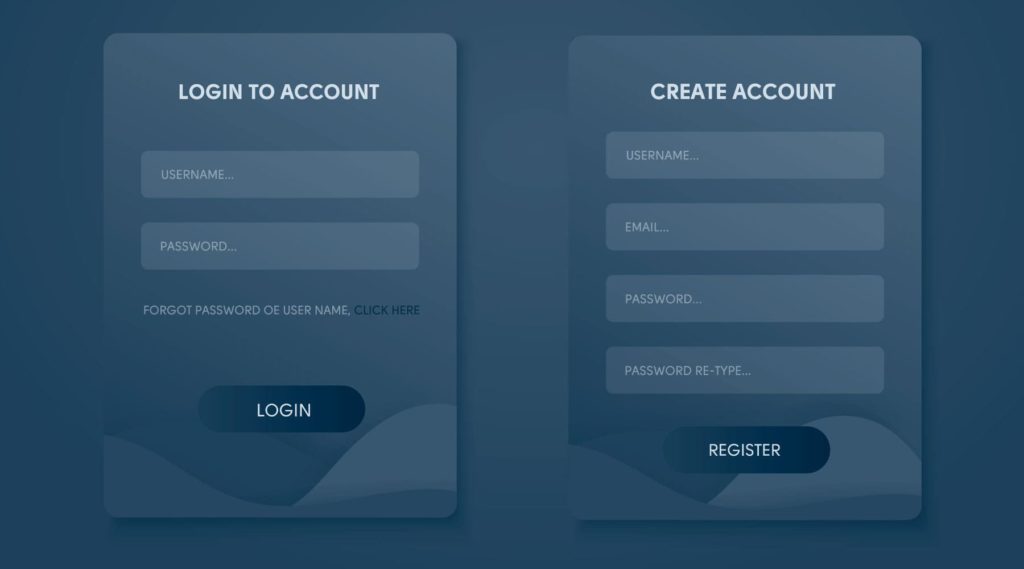 LOGIN TO ACCOUNT
USERNAME...
PASSWORD...
FORGOT PASSWORD OE USER NAME, CLICK HERE
LOGIN
CREATE ACCOUNT
USERNAME...
EMAIL...
PASSWORD...
PASSWORD RE-TYPE...
REGISTER